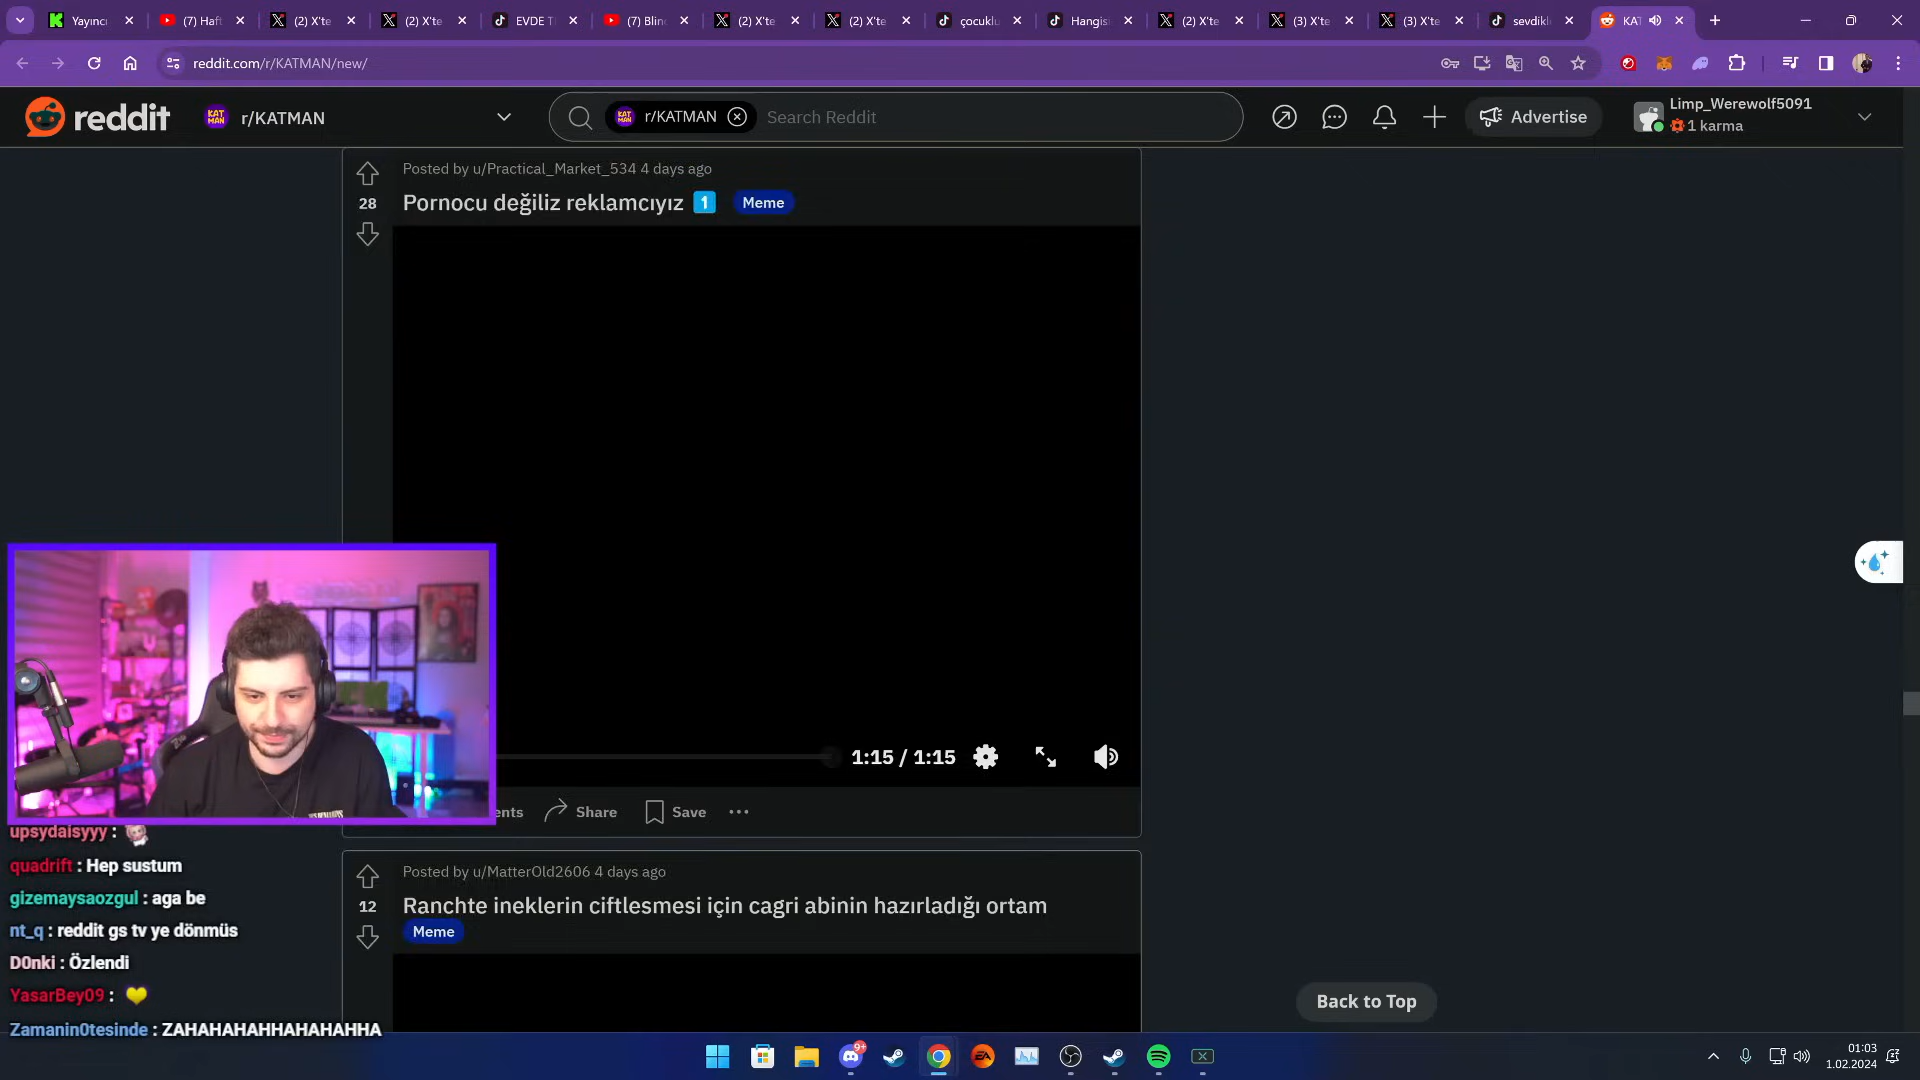 Yayıncı
(7) Haft
(2) X'te
(2) X'te
EVDE T
(7) Blin
(2) X'te
(2) X'te
çocuklu
Hangisi
(2) X'te
(3) X'te
(3) X'te
sevdikl
KAT
reddit.com/r/KATMAN/new/
reddit
KAT
MAN
r/KATMAN
r/KATMAN
Search Reddit
Advertise
Limp_Werewolf5091
1 karma
Posted by u/Practical_Market_534 4 days ago
28
Pornocu değiliz reklamcıyız 1
Meme
1:15 / 1:15
ents
Share
Save
Posted by u/MatterOld2606 4 days ago
12
Ranchte ineklerin ciftlesmesi için cagri abinin hazırladığı ortam
Meme
Back to Top
upsydaisyyy :
quadrift : Hep sustum
gizemaysaozgul : aga be
nt_q : reddit gs tv ye dönmüs
D0nki : Özlendi
YasarBey09 :
Zamanin0tesinde : ZAHAHAHAHHAHAHAHHA
9+
EA
01:03
1.02.2024